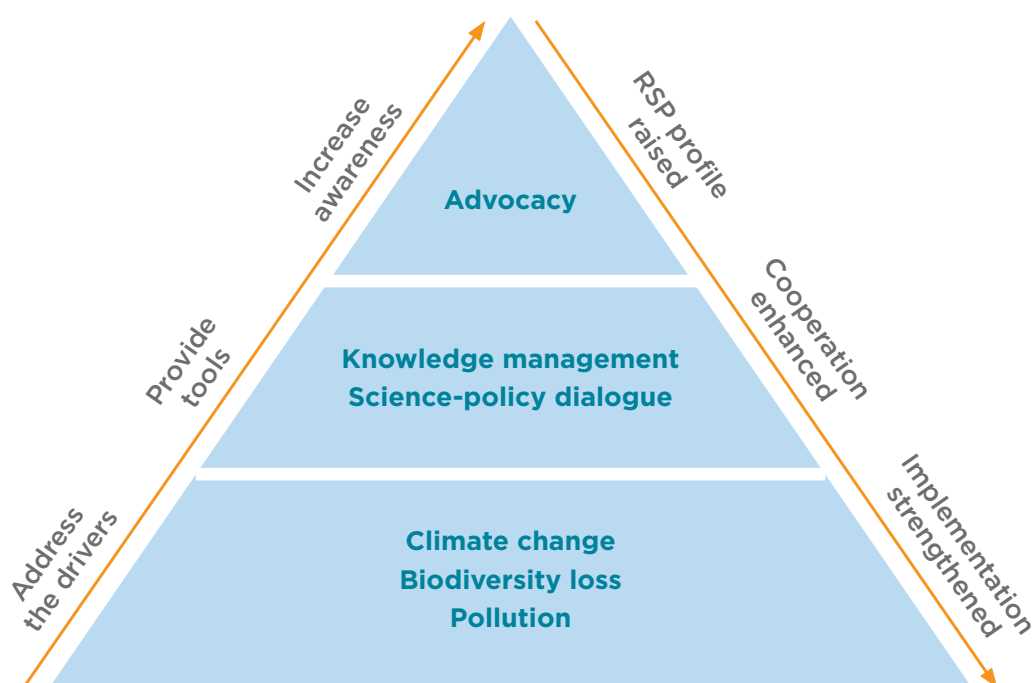 Increase
awareness
RSP profile
raised
Advocacy
Provide
tools
Knowledge management
Science-policy dialogue
Cooperation
enhanced
Address
the drivers
Climate change
Biodiversity loss
Pollution
Implementation
strengthened